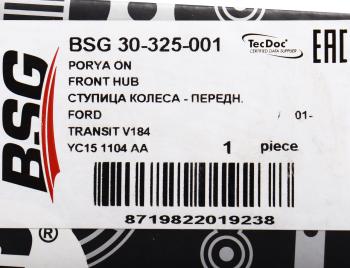 BSG
BSG 30-325-001
TecDoc
CERTIFIED DATA SUPPLIER
EAC
PORYA ON
FRONT HUB
СТУПИЦА КОЛЕСА - ПЕРЕДН.
FORD / 01-
TRANSIT V184
YC15 1104 AA 1 piece
8719822019238
®